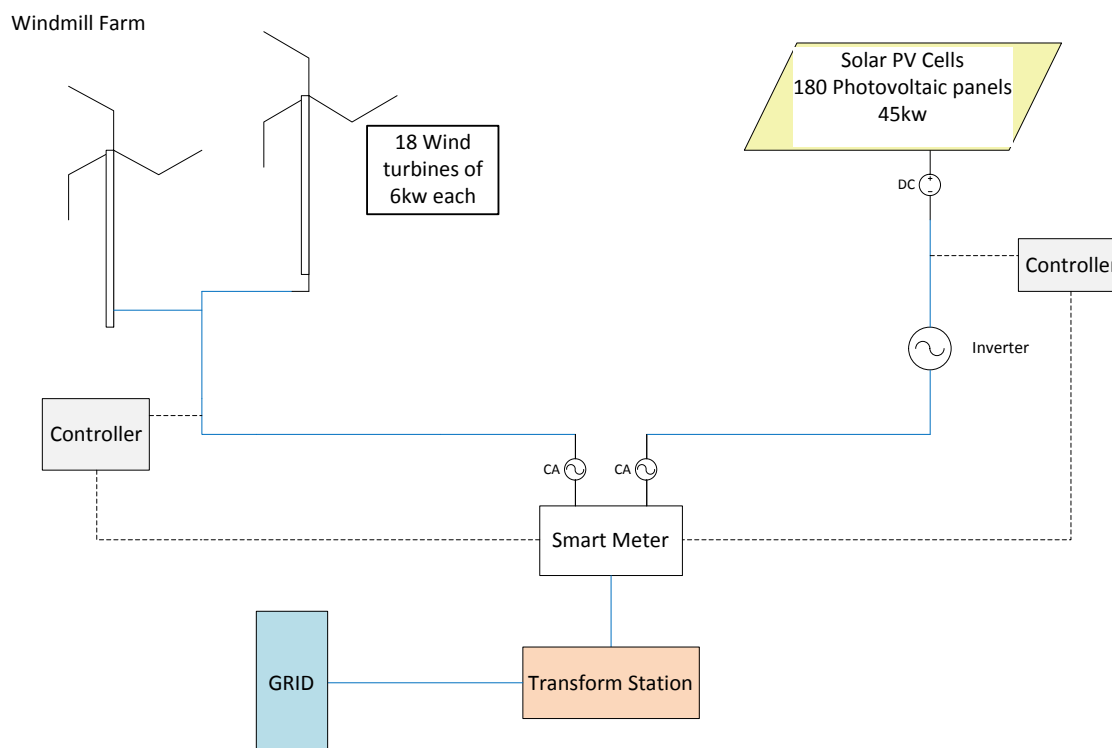 Windmill Farm
18 Wind
turbines of
6kw each
Solar PV Cells
180 Photovoltaic panels
45kw
DC
+
-
Controller
Inverter
Controller
CA
CA
Smart Meter
GRID
Transform Station